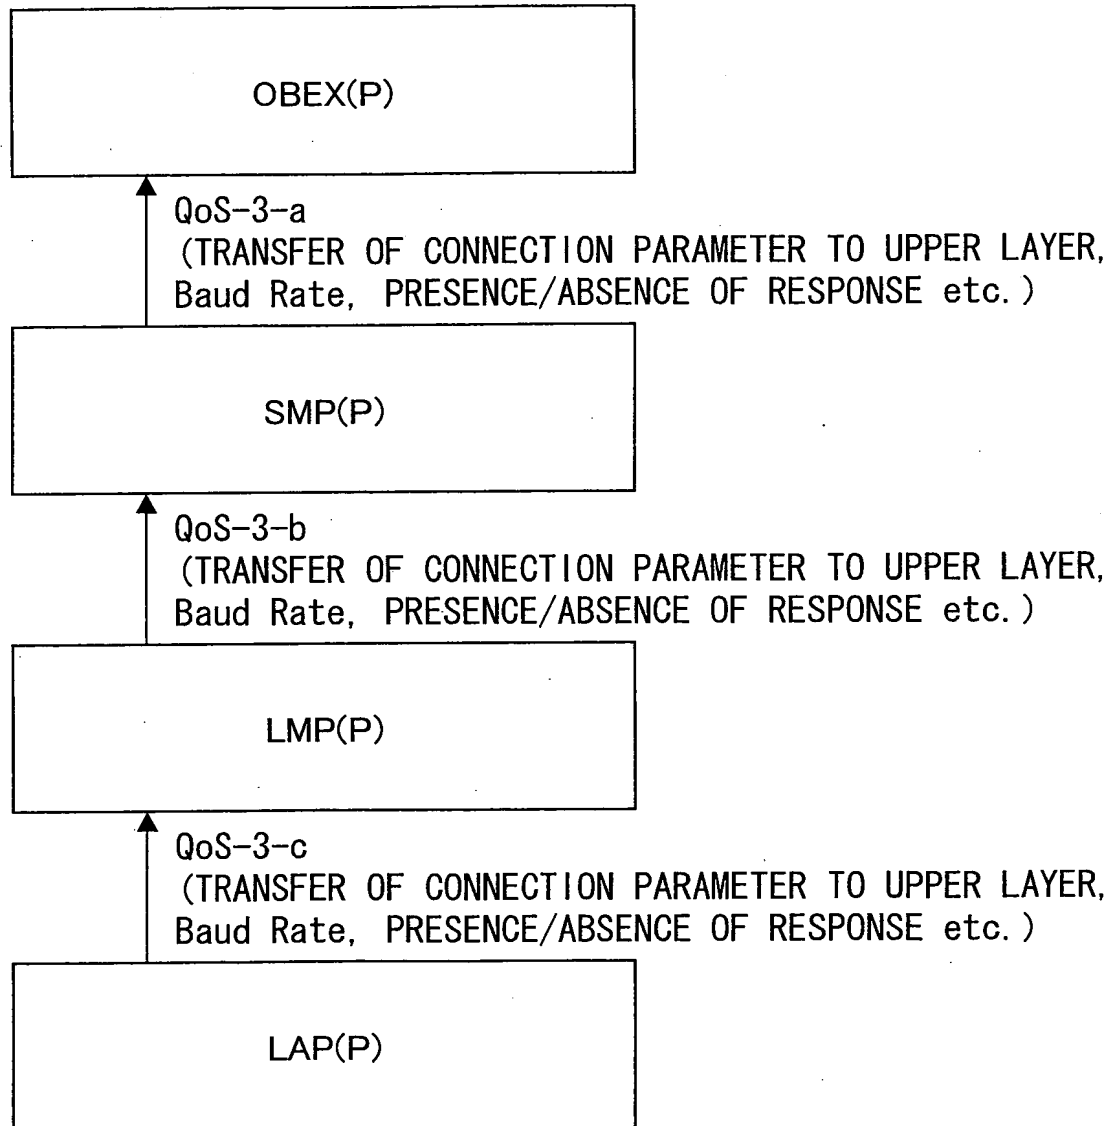 OBEX(P)
QoS-3-a
(TRANSFER OF CONNECTION PARAMETER TO UPPER LAYER,
Baud Rate, PRESENCE/ABSENCE OF RESPONSE etc.)
SMP(P)
QoS-3-b
(TRANSFER OF CONNECTION PARAMETER TO UPPER LAYER,
Baud Rate, PRESENCE/ABSENCE OF RESPONSE etc.)
LMP(P)
QoS-3-c
(TRANSFER OF CONNECTION PARAMETER TO UPPER LAYER,
Baud Rate, PRESENCE/ABSENCE OF RESPONSE etc.)
LAP(P)